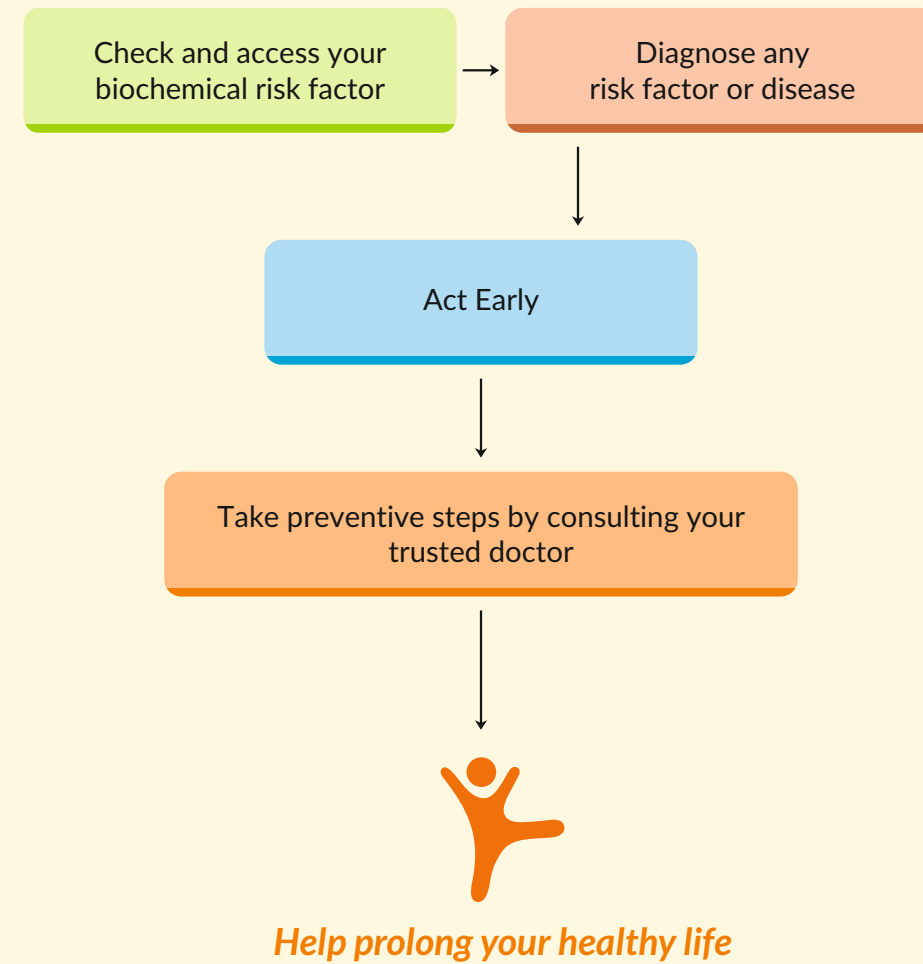 Check and access your
biochemical risk factor
Diagnose any
risk factor or disease
Act Early
Take preventive steps by consulting your
trusted doctor
Help prolong your healthy life